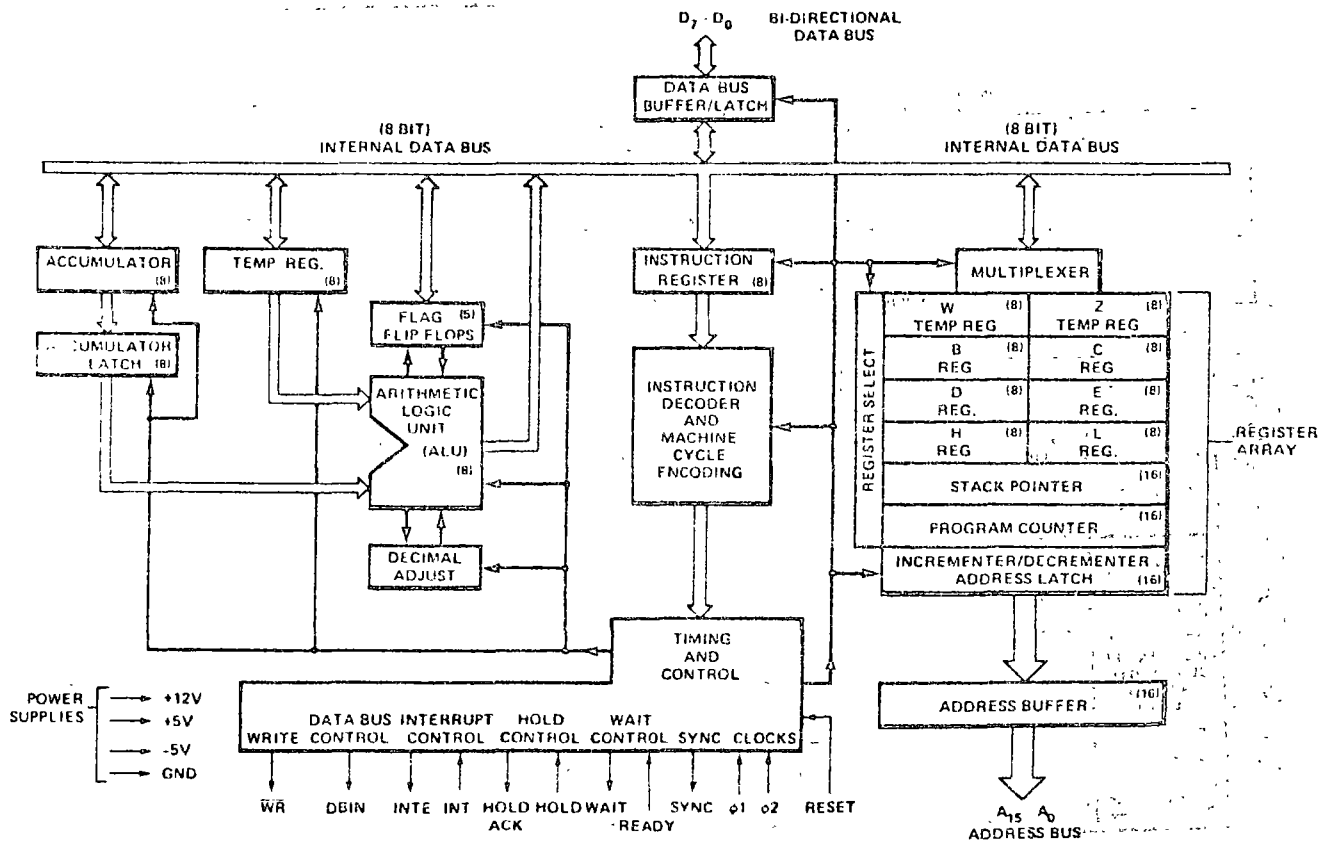 D7 - D0 BI-DIRECTIONAL
DATA BUS
DATA BUS
BUFFER/LATCH
(8 BIT)
INTERNAL DATA BUS
(8 BIT)
INTERNAL DATA BUS
ACCUMULATOR
(8)
TEMP REG.
(8)
INSTRUCTION
REGISTER (8)
MULTIPLEXER
FLAG (5)
FLIP FLOPS
LATCH (8)
ARITHMETIC
LOGIC
UNIT
(ALU)
(8)
DECIMAL
ADJUST
INSTRUCTION
DECODER
AND
MACHINE
CYCLE
ENCODING
REGISTER SELECT
W (8)
TEMP REG
Z (8)
TEMP REG
B (8)
REG
C (8)
REG
D (8)
REG.
E (8)
REG.
H (8)
REG
L (8)
REG.
STACK POINTER (16)
PROGRAM COUNTER (16)
INCREMENTER/DECREMENTER
ADDRESS LATCH (16)
REGISTER
ARRAY
TIMING
AND
CONTROL
ADDRESS BUFFER (16)
POWER
SUPPLIES
+12V
+5V
-5V
GND
DATA BUS INTERRUPT HOLD WAIT
WRITE CONTROL CONTROL CONTROL CONTROL SYNC CLOCKS
WR DBIN INTE INT HOLD HOLD WAIT SYNC φ1 φ2 RESET
ACK READY
A15 A0
ADDRESS BUS